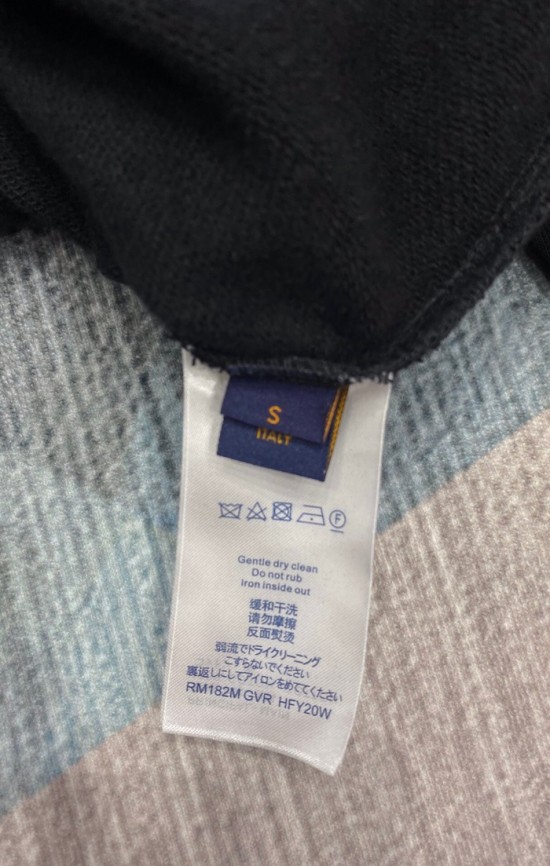 S
ITALY
F
Gentle dry clean
Do not rub
iron inside out
缓和干洗
请勿摩擦
反面熨烫
弱流でドライクリーニング
こすらないでください
裏返しにしてアイロンをめててください
RM182M GVR HFY20W